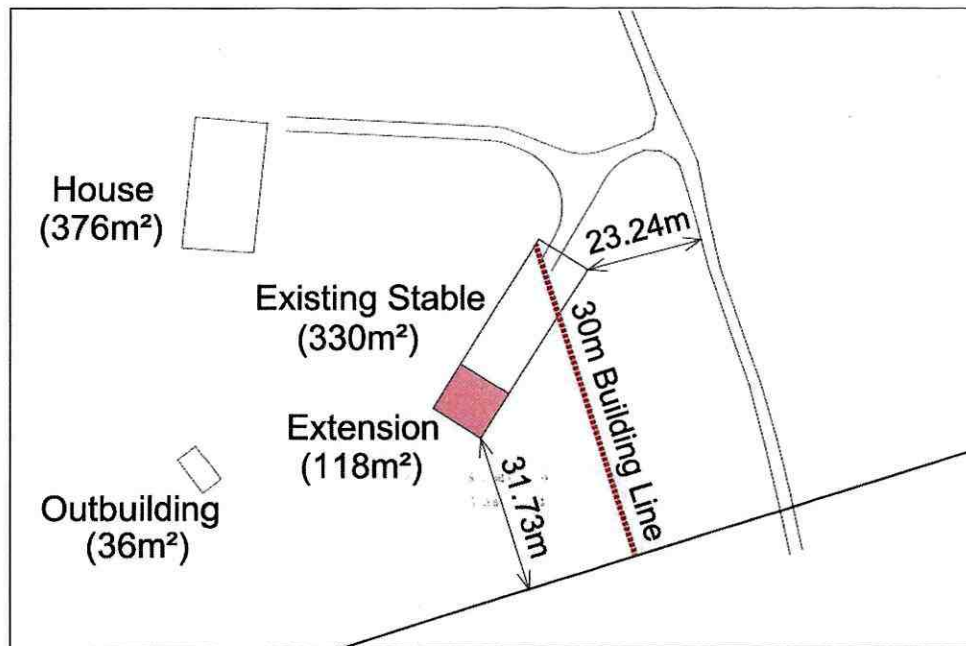 House
(376m²)
23.24m
Existing Stable
(330m²)
30m Building Line
Extension
(118m²)
31.73m
Outbuilding
(36m²)